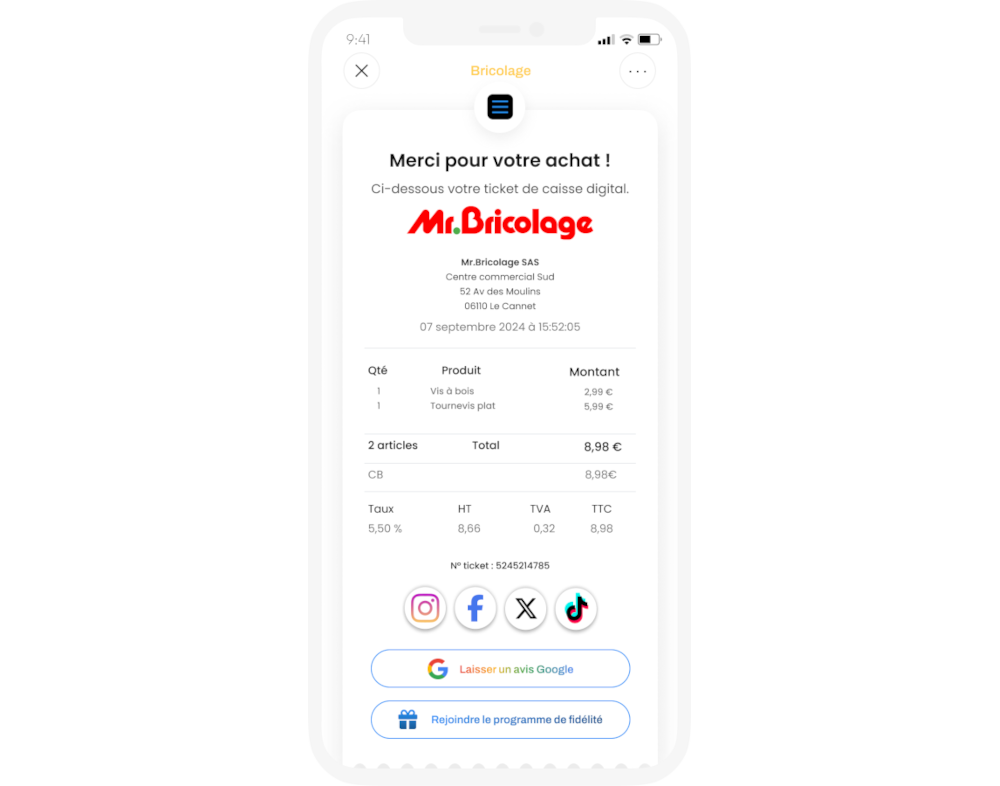 9:41
Bricolage
Merci pour votre achat !
Ci-dessous votre ticket de caisse digital.
Mr.Bricolage
Mr.Bricolage SAS
Centre commercial Sud
52 Av des Moulins
06110 Le Cannet
07 septembre 2024 à 15:52:05
Qté Produit Montant
1 Vis à bois 2,99 €
1 Tournevis plat 5,99 €
2 articles Total 8,98 €
CB 8,98€
Taux HT TVA TTC
5,50 % 8,66 0,32 8,98
N° ticket : 5245214785
Laisser un avis Google
Rejoindre le programme de fidélité